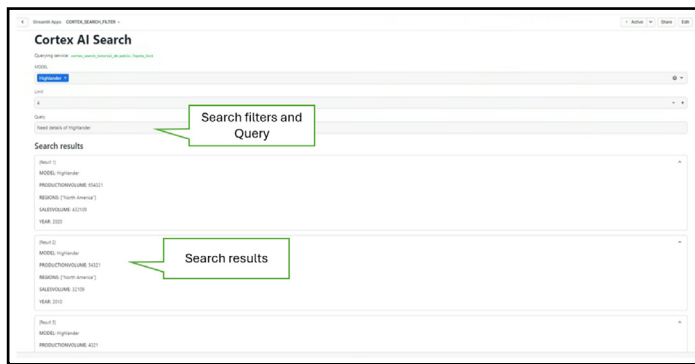 Streamlit Apps CORTEX_SEARCH_FILTER
Active Share Edit
Cortex AI Search
Querying service:
MODEL
Highlander ×
Limit
4
Query
Need details of Highlander
Search filters and
Query
Search results
[Result 1]
MODEL: Highlander
PRODUCTIONVOLUME: 654321
REGIONS: ["North America"]
SALESVOLUME: 432109
YEAR: 2020
[Result 2]
MODEL: Highlander
PRODUCTIONVOLUME: 54321
REGIONS: ["North America"]
SALESVOLUME: 32109
YEAR: 2010
Search results
[Result 3]
MODEL: Highlander
PRODUCTIONVOLUME: 4321